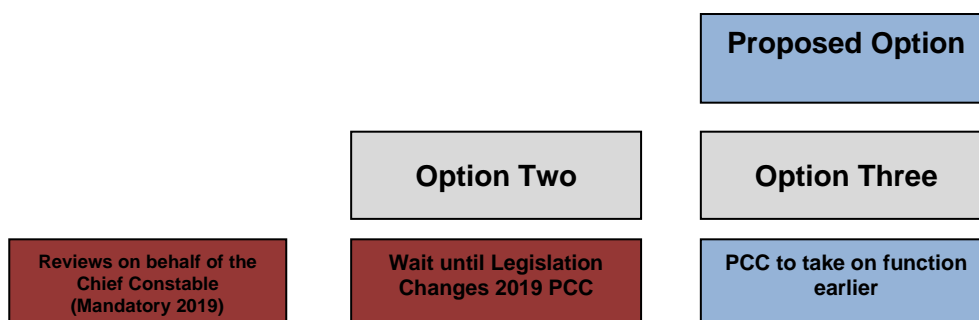 Proposed Option
Option Two
Option Three
Reviews on behalf of the
Chief Constable
(Mandatory 2019)
Wait until Legislation
Changes 2019 PCC
PCC to take on function
earlier